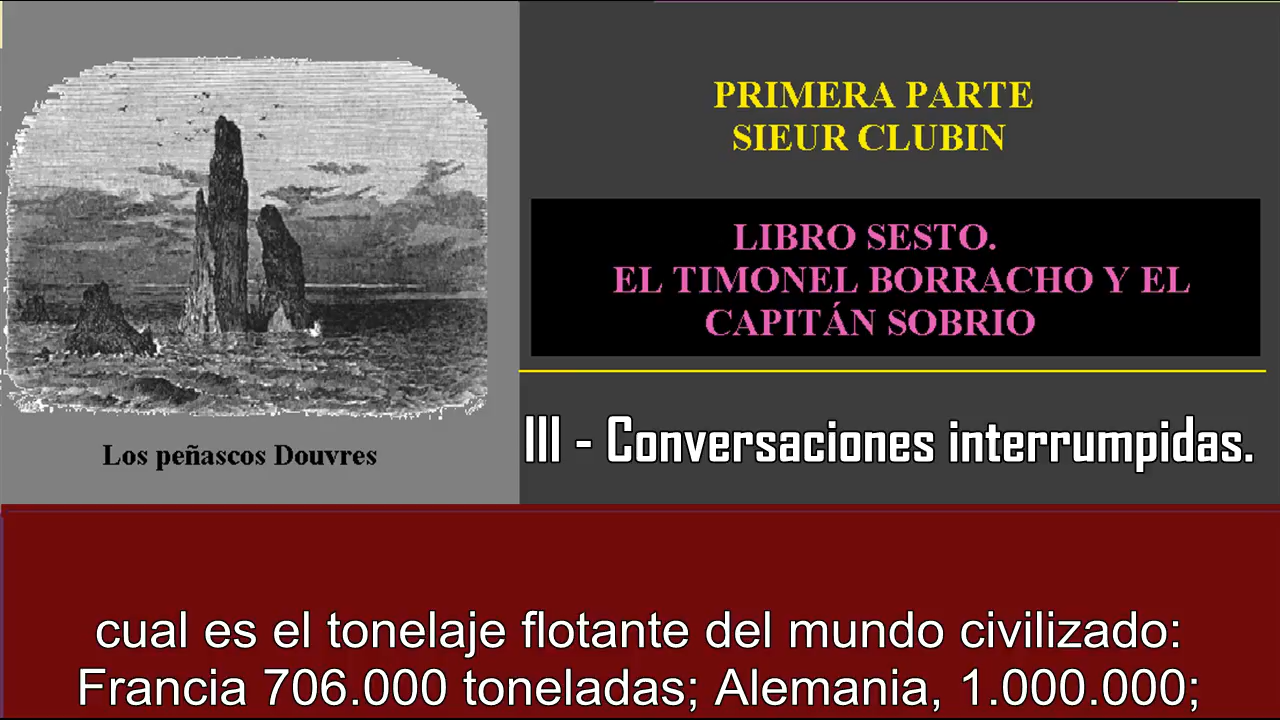 PRIMERA PARTE
SIEUR CLUBIN
LIBRO SESTO.
EL TIMONEL BORRACHO Y EL
CAPITÁN SOBRIO
Los peñascos Douvres
III - Conversaciones interrumpidas.
cual es el tonelaje flotante del mundo civilizado:
Francia 706.000 toneladas; Alemania, 1.000.000;